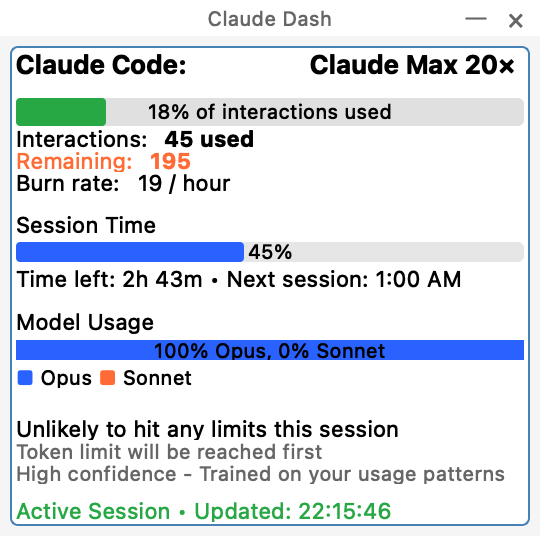 Claude Dash
Claude Code: Claude Max 20×
18% of interactions used
Interactions: 45 used
Remaining: 195
Burn rate: 19 / hour
Session Time
45%
Time left: 2h 43m • Next session: 1:00 AM
Model Usage
100% Opus, 0% Sonnet
Opus Sonnet
Unlikely to hit any limits this session
Token limit will be reached first
High confidence - Trained on your usage patterns
Active Session • Updated: 22:15:46